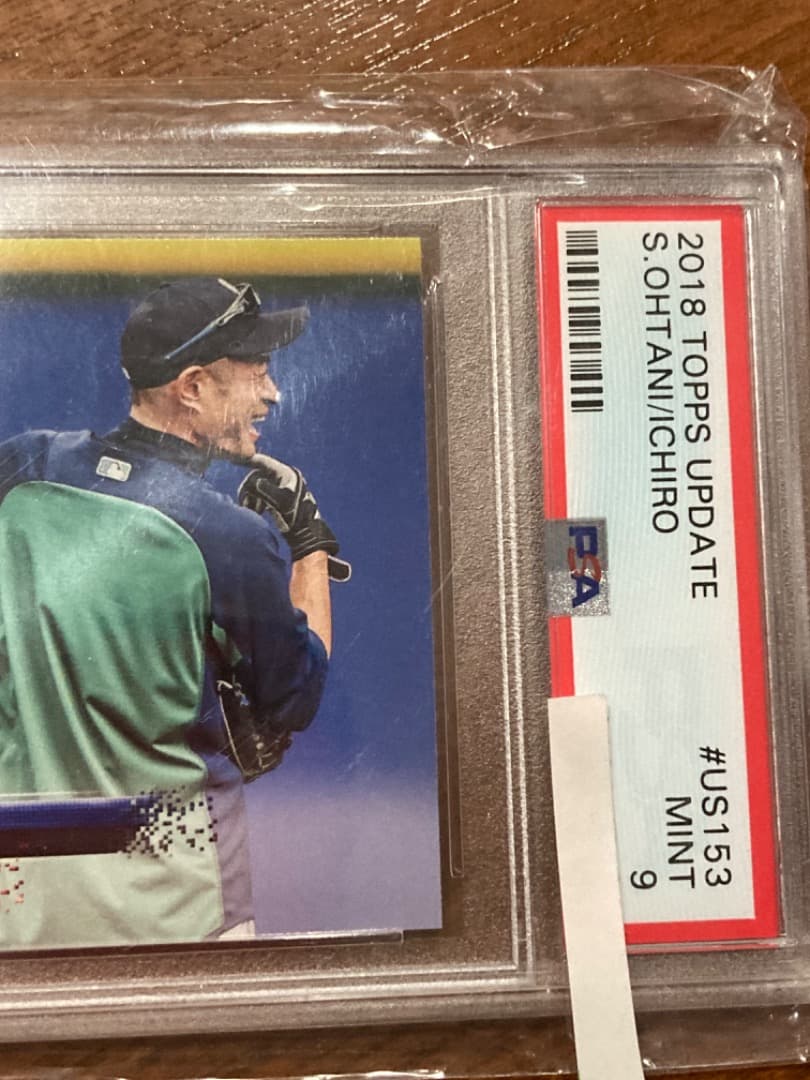 2018 TOPPS UPDATE
#US153
S.OHTANI/ICHIRO
MINT
9
PSA